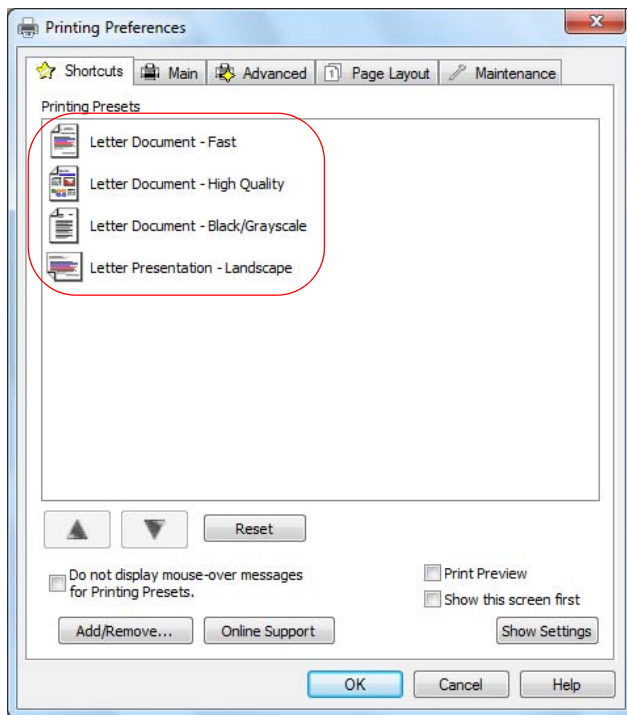 Printing Preferences
Shortcuts Main Advanced 1 Page Layout Maintenance
Printing Presets
Letter Document - Fast
Letter Document - High Quality
Letter Document - Black/Grayscale
Letter Presentation - Landscape
Reset
Do not display mouse-over messages
for Printing Presets.
Print Preview
Show this screen first
Add/Remove... Online Support Show Settings
OK Cancel Help